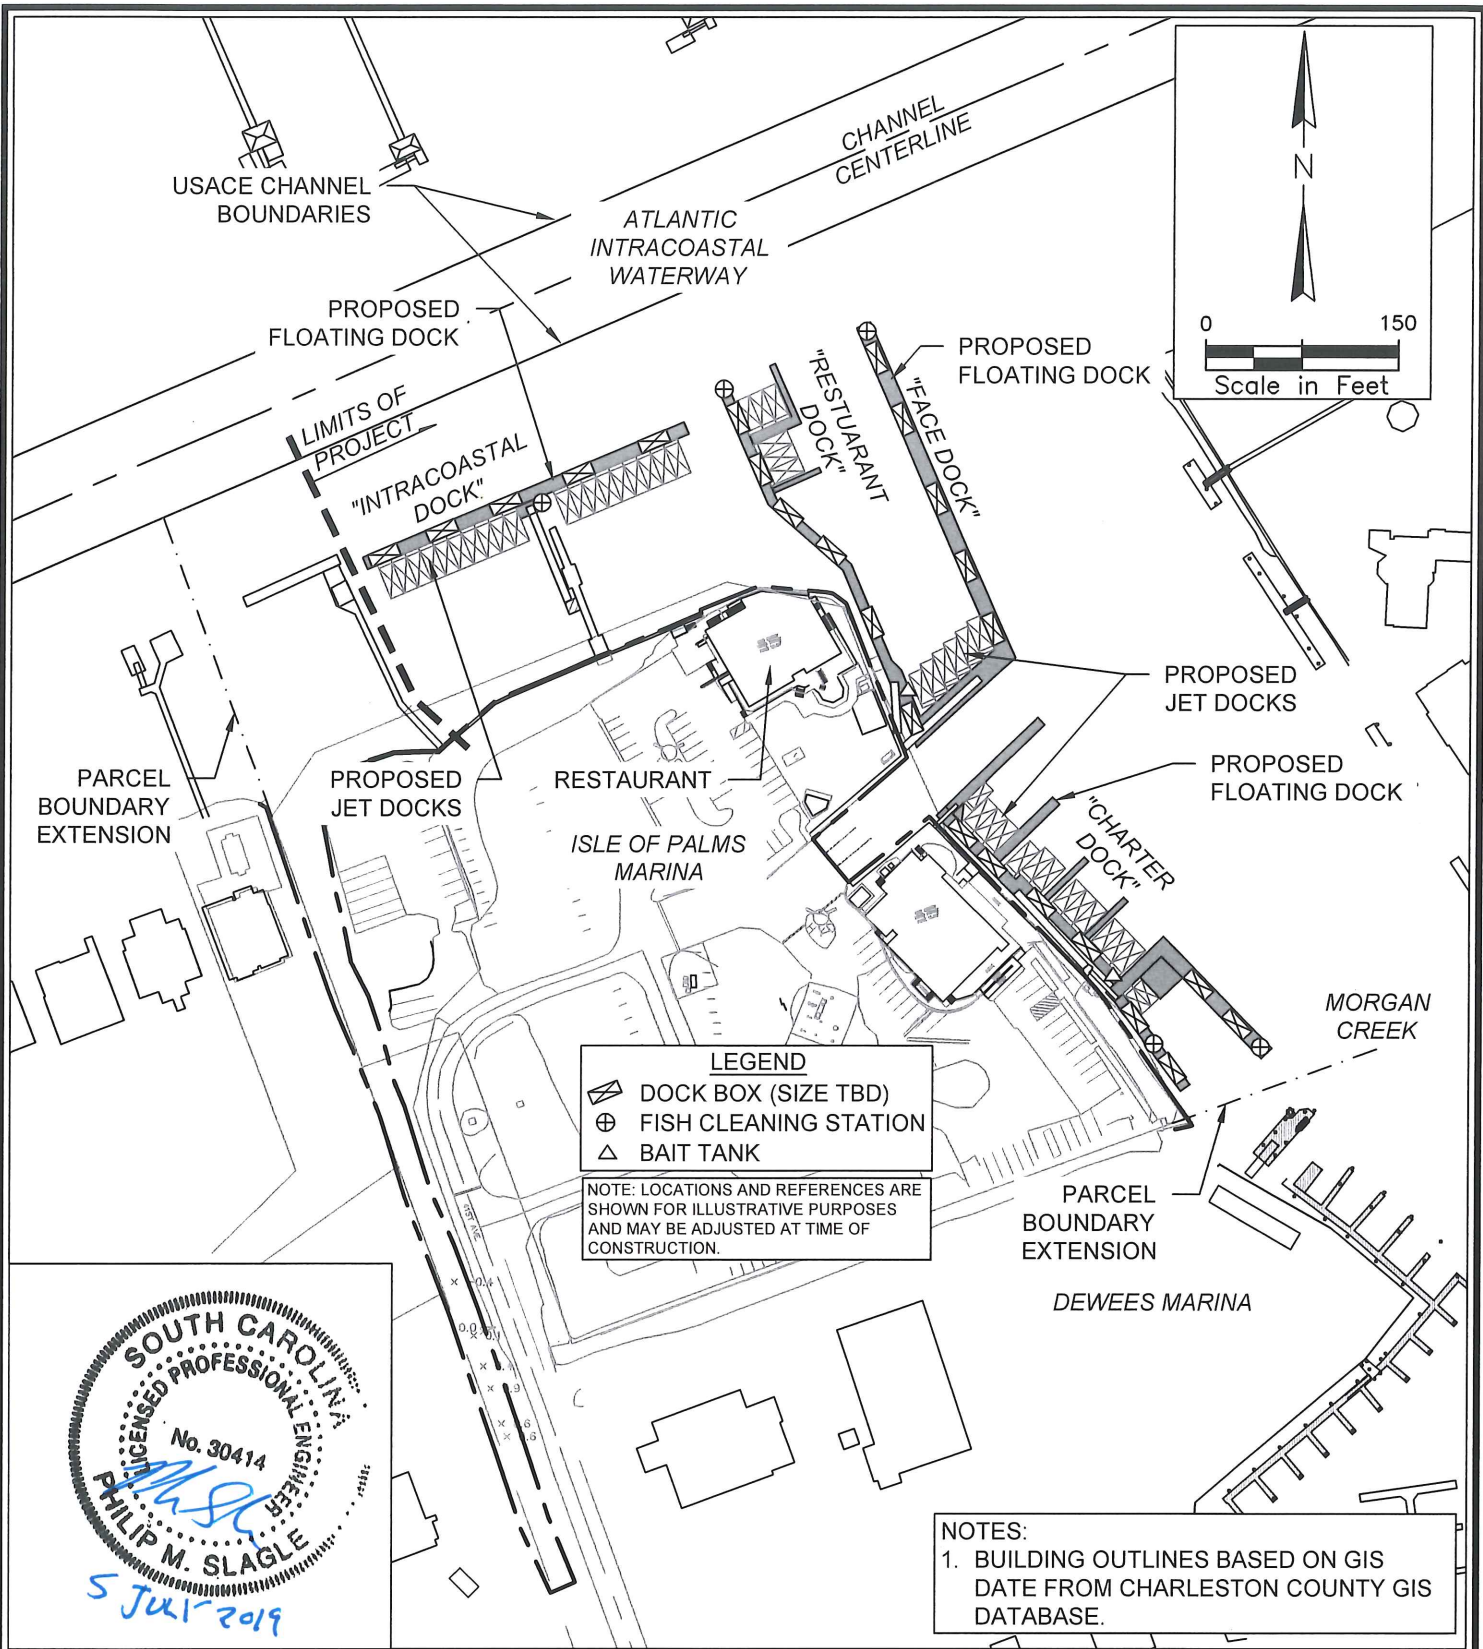 CHANNEL
CENTERLINE
USACE CHANNEL
BOUNDARIES
ATLANTIC
INTRACOASTAL
WATERWAY
N
0 150
Scale in Feet
PROPOSED
FLOATING DOCK
PROPOSED
FLOATING DOCK
LIMITS OF
PROJECT
"INTRACOASTAL
DOCK"
"RESTUARANT
DOCK"
"FACE DOCK"
PROPOSED
JET DOCKS
PROPOSED
FLOATING DOCK
PARCEL
BOUNDARY
EXTENSION
PROPOSED
JET DOCKS
RESTAURANT
ISLE OF PALMS
MARINA
"CHARTER
DOCK"
MORGAN
CREEK
LEGEND
DOCK BOX (SIZE TBD)
FISH CLEANING STATION
BAIT TANK
NOTE: LOCATIONS AND REFERENCES ARE
SHOWN FOR ILLUSTRATIVE PURPOSES
AND MAY BE ADJUSTED AT TIME OF
CONSTRUCTION.
PARCEL
BOUNDARY
EXTENSION
DEWEES MARINA
SOUTH CAROLINA
LICENSED PROFESSIONAL ENGINEER
No. 30414
PHILIP M. SLAGLE
5 JULY 2019
NOTES:
1. BUILDING OUTLINES BASED ON GIS
DATE FROM CHARLESTON COUNTY GIS
DATABASE.